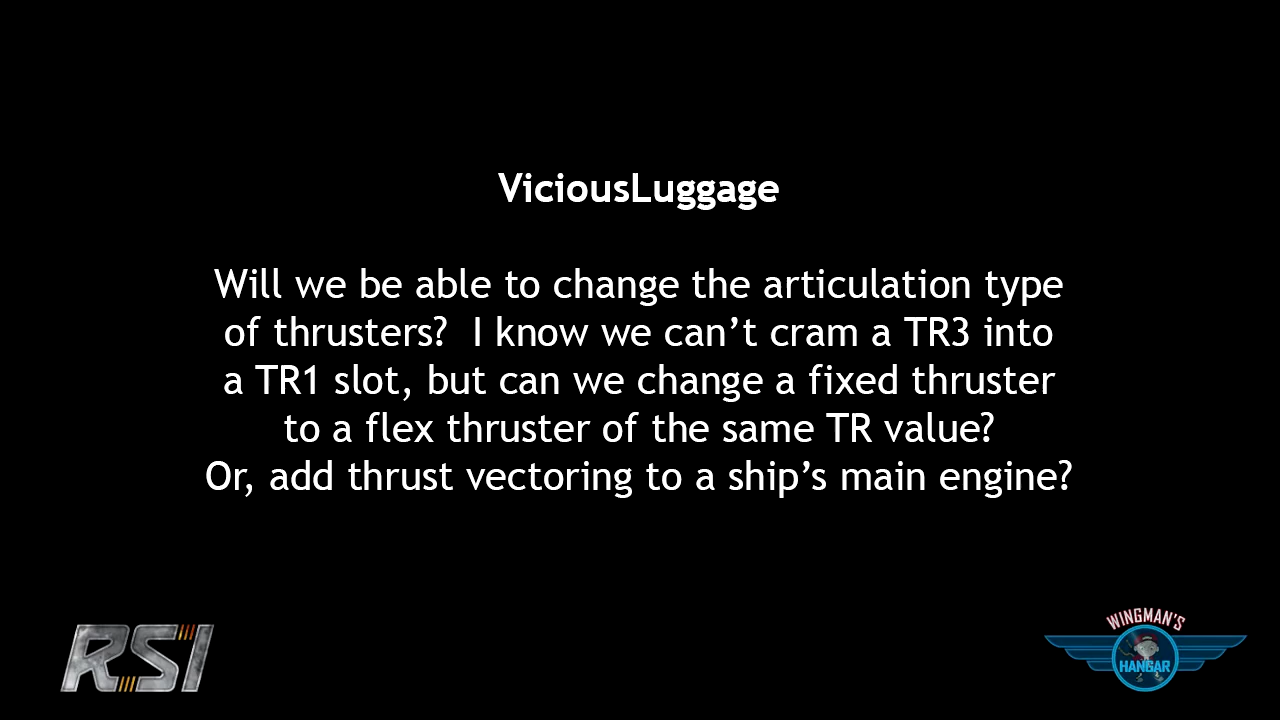 ViciousLuggage
Will we be able to change the articulation type
of thrusters?  I know we can’t cram a TR3 into
a TR1 slot, but can we change a fixed thruster
to a flex thruster of the same TR value?
Or, add thrust vectoring to a ship’s main engine?
RSI
WINGMAN'S
HANGAR